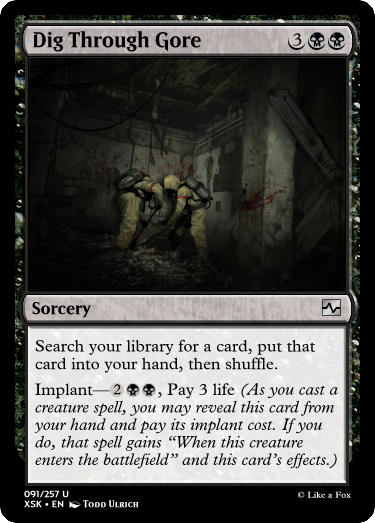 Dig Through Gore 3
Sorcery
Search your library for a card, put that
card into your hand, then shuffle.
Implant—2, Pay 3 life (As you cast a
creature spell, you may reveal this card from
your hand and pay its implant cost. If you
do, that spell gains “When this creature
enters the battlefield” and this card's effects.)
091/257 U
XSK • EN Todd Ulrich
© Like a Fox